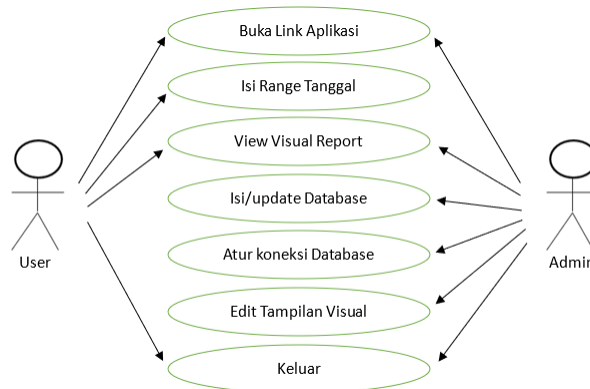 Buka Link Aplikasi
Isi Range Tanggal
View Visual Report
Isi/update Database
Atur koneksi Database
Edit Tampilan Visual
Keluar
User
Admin